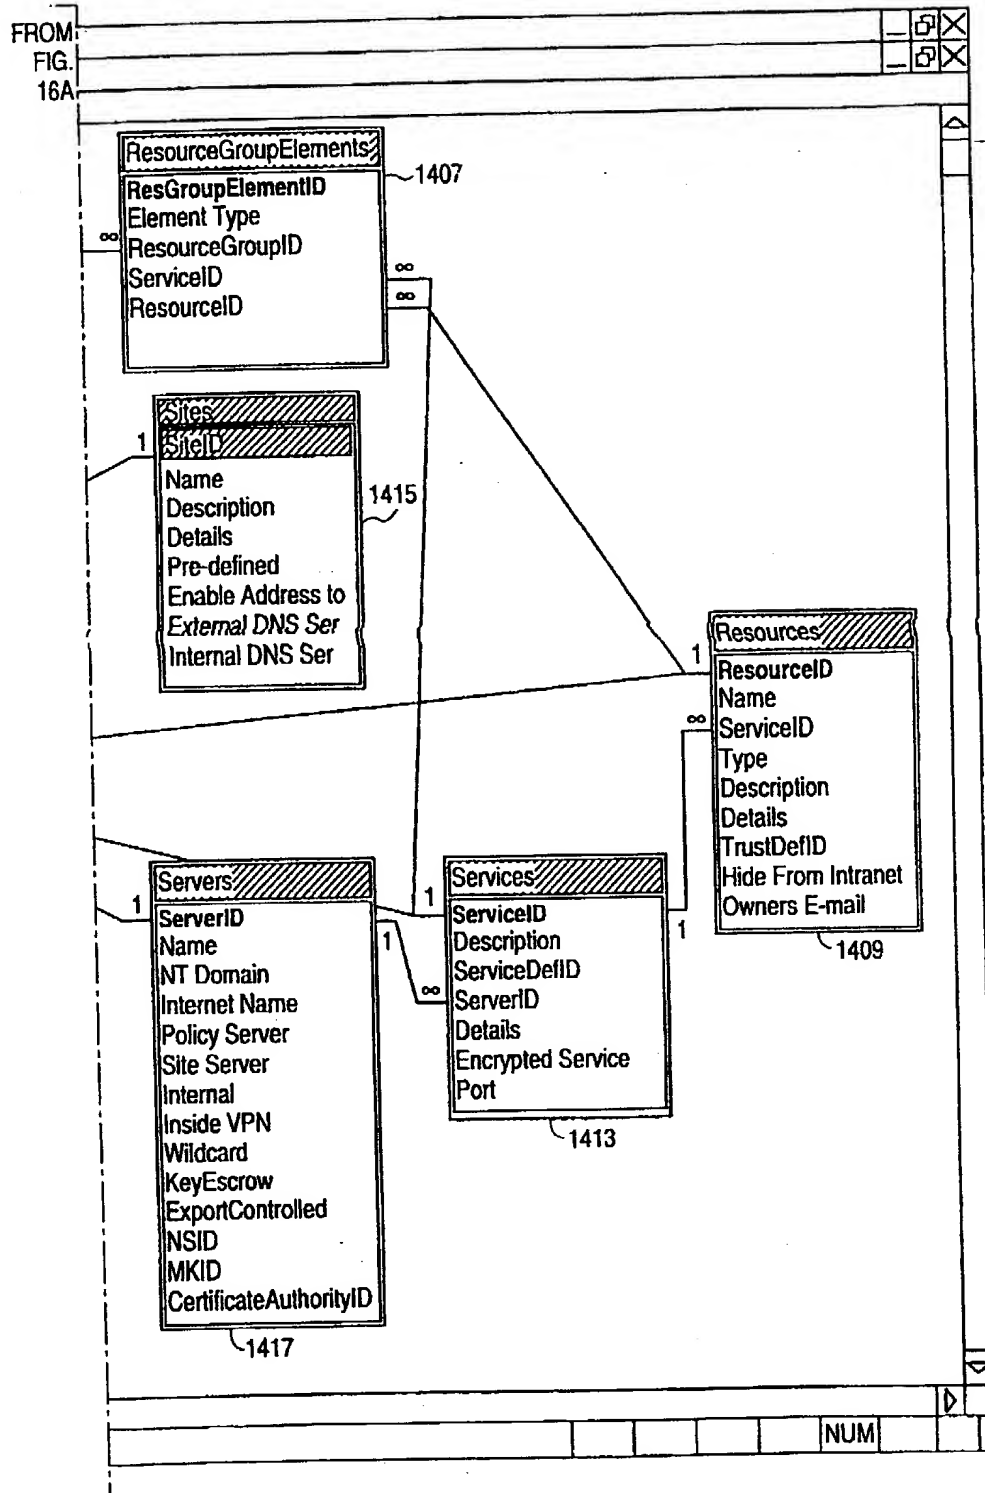 FROM
FIG.
16A
ResourceGroupElements
1407
ResGroupElementID
Element Type
∞
ResourceGroupID
∞
ServiceID
∞
ResourceID
Sites
1
SiteID
Name
1415
Description
Details
Pre-defined
Enable Address to
External DNS Ser
Internal DNS Ser
Resources
1
ResourceID
Name
∞
ServiceID
Type
Description
Details
TrustDefID
Hide From Intranet
Owners E-mail
1409
Servers
1
ServerID
1
Name
NT Domain
Internet Name
Policy Server
Site Server
Internal
Inside VPN
Wildcard
KeyEscrow
ExportControlled
NSID
MKID
CertificateAuthorityID
1417
Services
1
ServiceID
1
Description
ServiceDefID
∞
ServerID
Details
Encrypted Service
Port
1413
NUM